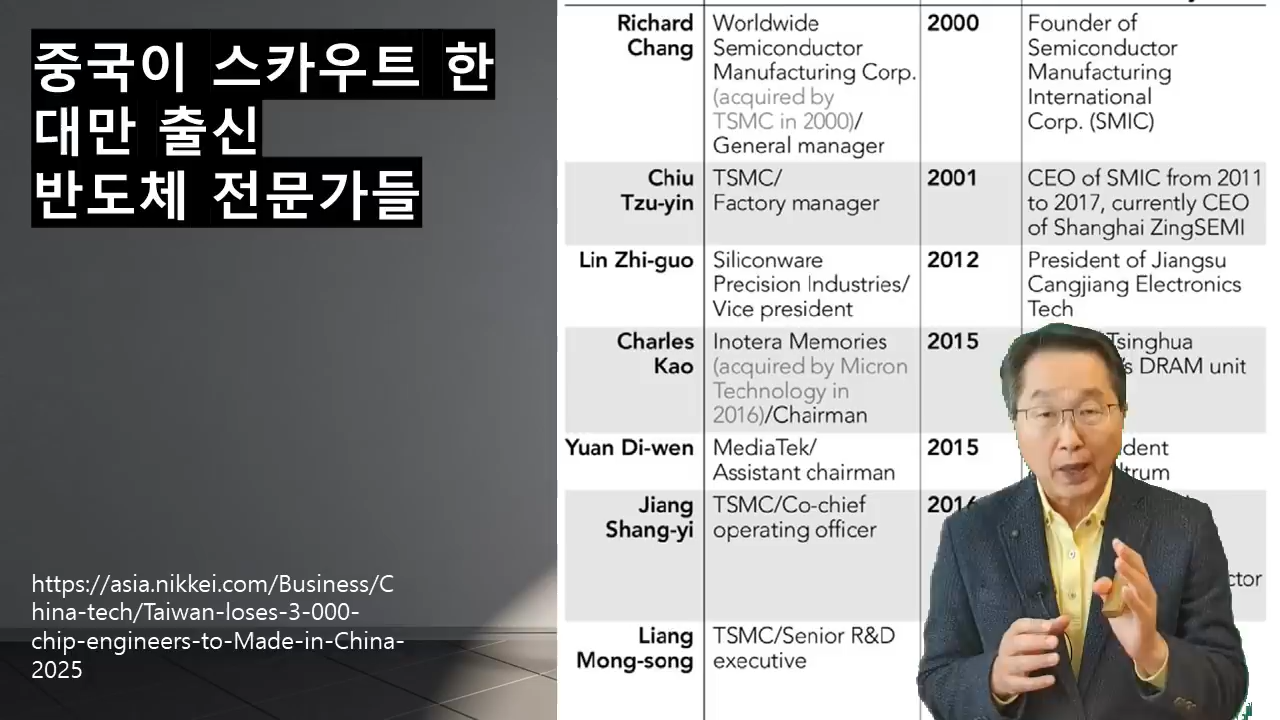 중국이 스카우트 한
대만 출신
반도체 전문가들
https://asia.nikkei.com/Business/C
hina-tech/Taiwan-loses-3-000-
chip-engineers-to-Made-in-China-
2025
Richard
Chang
Worldwide
Semiconductor
Manufacturing Corp.
(acquired by
TSMC in 2000)/
General manager
2000
Founder of
Semiconductor
Manufacturing
International
Corp. (SMIC)
Chiu
Tzu-yin
TSMC/
Factory manager
2001
CEO of SMIC from 2011
to 2017, currently CEO
of Shanghai ZingSEMI
Lin Zhi-guo
Siliconware
Precision Industries/
Vice president
2012
President of Jiangsu
Cangjiang Electronics
Tech
Charles
Kao
Inotera Memories
(acquired by Micron
Technology in
2016)/Chairman
2015
Tsinghua
DRAM unit
Yuan Di-wen
MediaTek/
Assistant chairman
2015
Jiang
Shang-yi
TSMC/Co-chief
operating officer
2016
Liang
Mong-song
TSMC/Senior R&D
executive